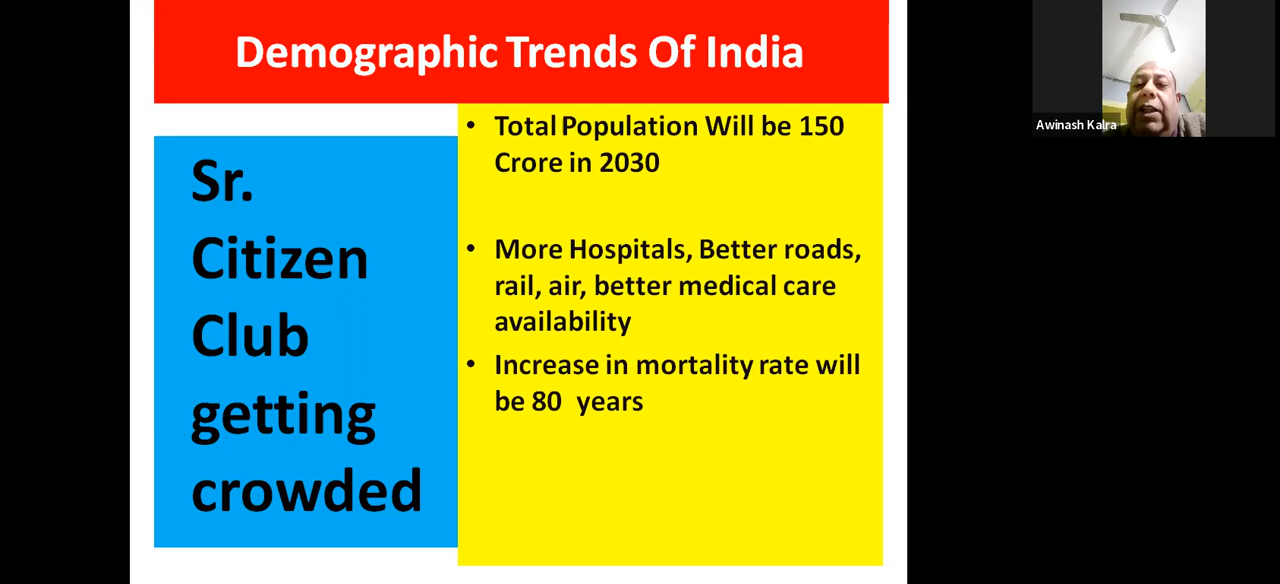 Demographic Trends Of India
Sr.
Citizen
Club
getting
crowded
• Total Population Will be 150
Crore in 2030
• More Hospitals, Better roads,
rail, air, better medical care
availability
• Increase in mortality rate will
be 80 years
Awinash Kalra